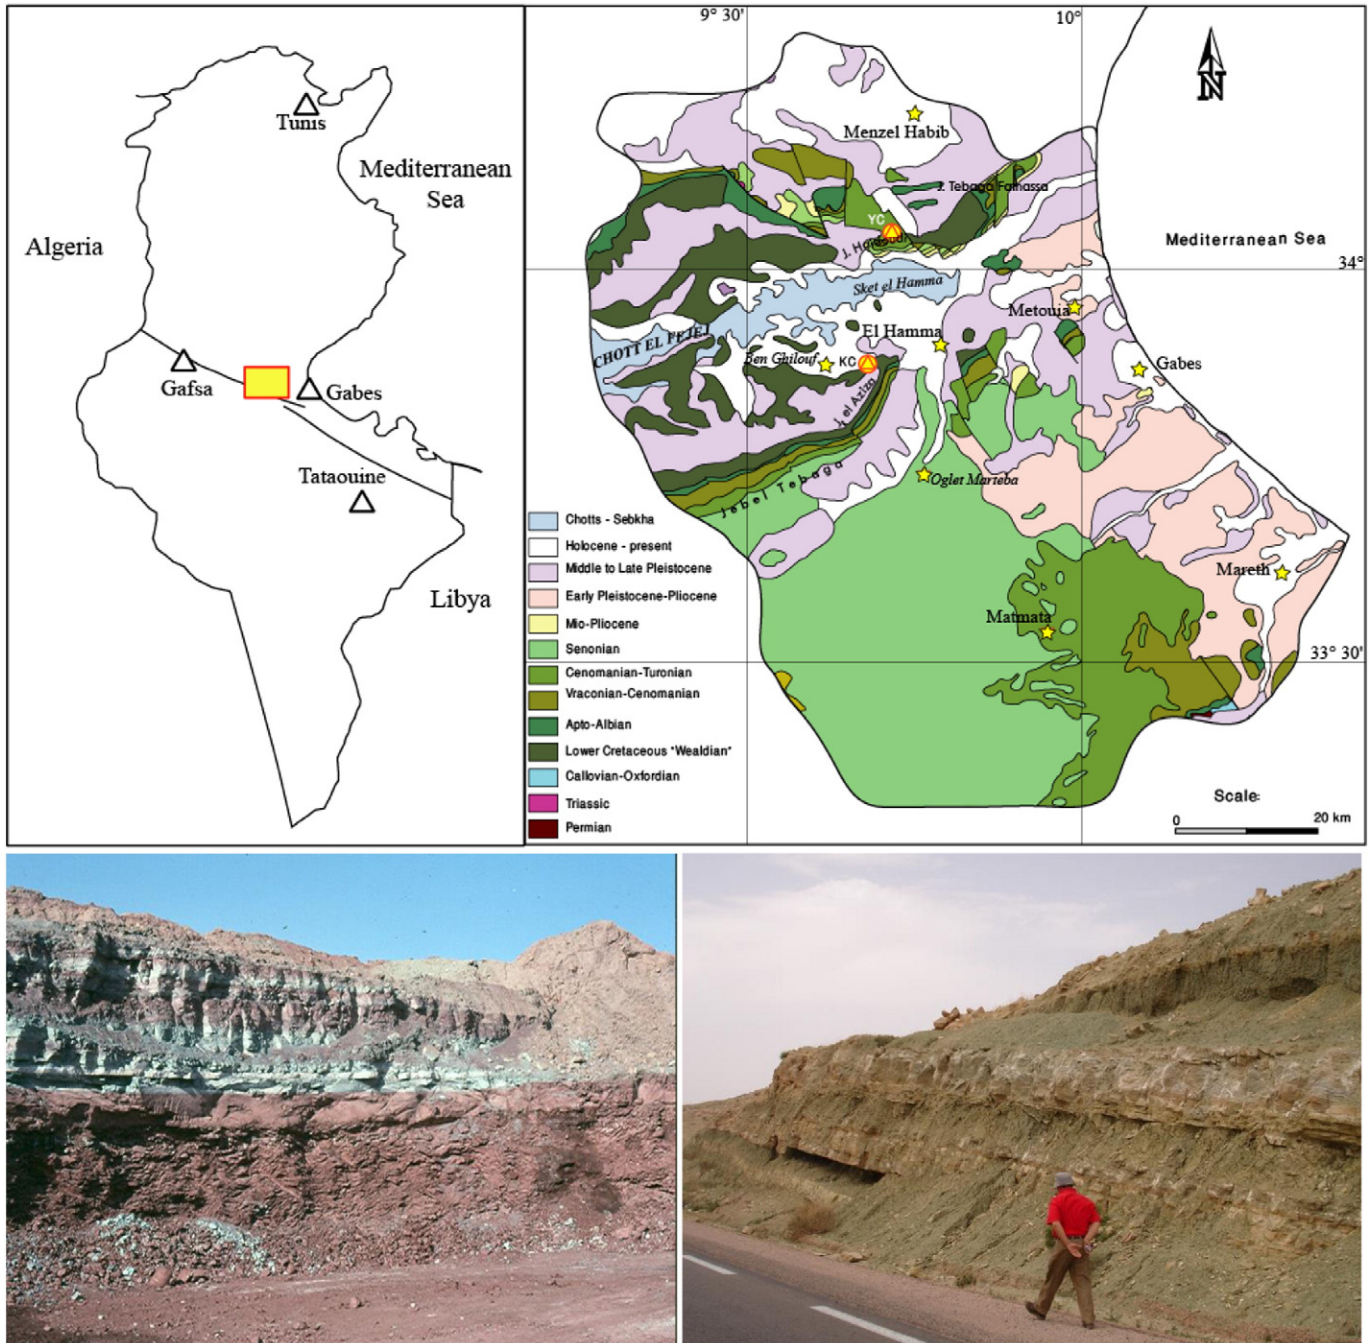 Tunis
Mediterranean
Sea
Algeria
Gafsa
Gabes
Tataouine
Libya
9° 30'
10°
N
Menzel Habib
J. Tebaga Fathassa
YC
J. Haidoudi
Mediterranean Sea
34°
Sket el Hamma
Metouia
CHOTT EL FEJEJ
El Hamma
Ben Ghilouf
KC
Gabes
J. el Aziza
Jebel Tebaga
Oglet Marteba
Mareth
Matmata
33° 30'
Chotts - Sebkha
Holocene - present
Middle to Late Pleistocene
Early Pleistocene-Pliocene
Mio-Pliocene
Senonian
Cenomanian-Turonian
Vraconian-Cenomanian
Apto-Albian
Lower Cretaceous "Wealdian"
Callovian-Oxfordian
Triassic
Permian
Scale:
0 20 km